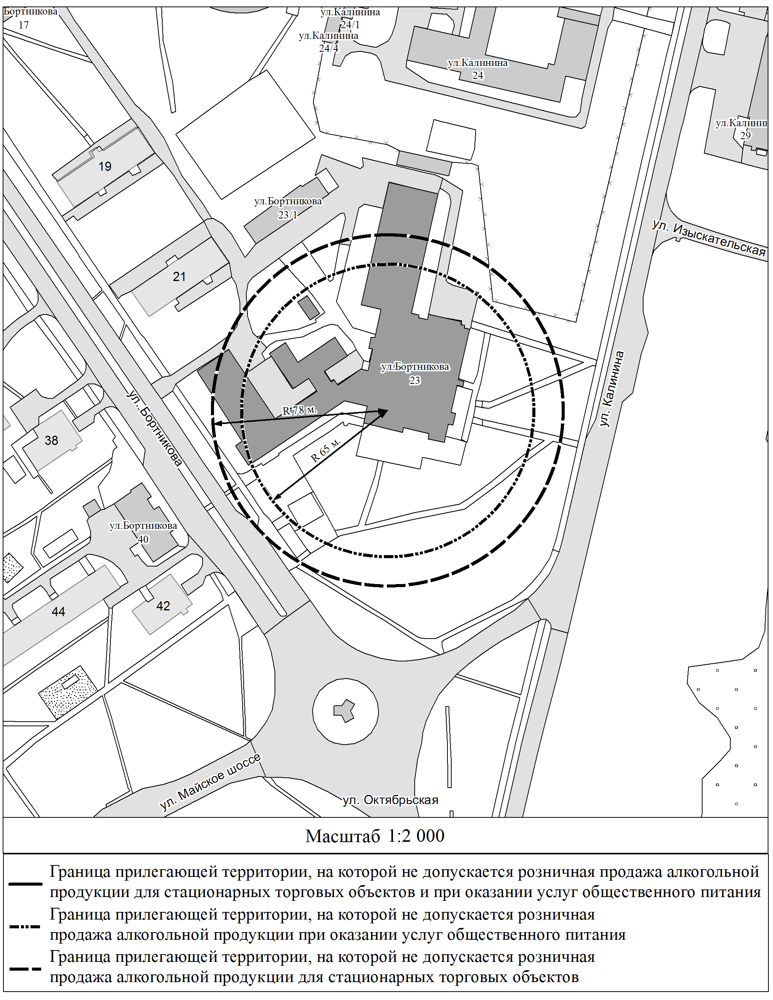 Бортникова
17
ул.Калинина
24/1
ул.Калинина
24/4
ул.Калинина
24
ул.Калинин
29
19
ул.Бортникова
23/1
ул. Изыскательская
21
ул.Бортникова
23
ул. Калинина
R 78 м.
R 65 м.
ул. Бортникова
38
ул.Бортникова
40
42
44
ул. Майское шоссе
ул. Октябрьская
Масштаб 1:2 000
Граница прилегающей территории, на которой не допускается розничная продажа алкогольной
продукции для стационарных торговых объектов и при оказании услуг общественного питания
Граница прилегающей территории, на которой не допускается розничная
продажа алкогольной продукции при оказании услуг общественного питания
Граница прилегающей территории, на которой не допускается розничная
продажа алкогольной продукции для стационарных торговых объектов